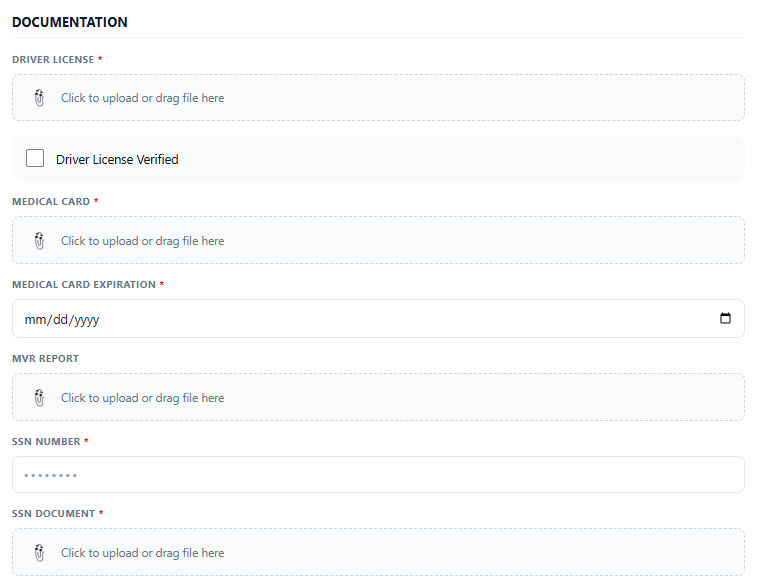 DOCUMENTATION
DRIVER LICENSE *
Click to upload or drag file here
Driver License Verified
MEDICAL CARD *
Click to upload or drag file here
MEDICAL CARD EXPIRATION *
mm/dd/yyyy
MVR REPORT
Click to upload or drag file here
SSN NUMBER *
••••••••
SSN DOCUMENT *
Click to upload or drag file here